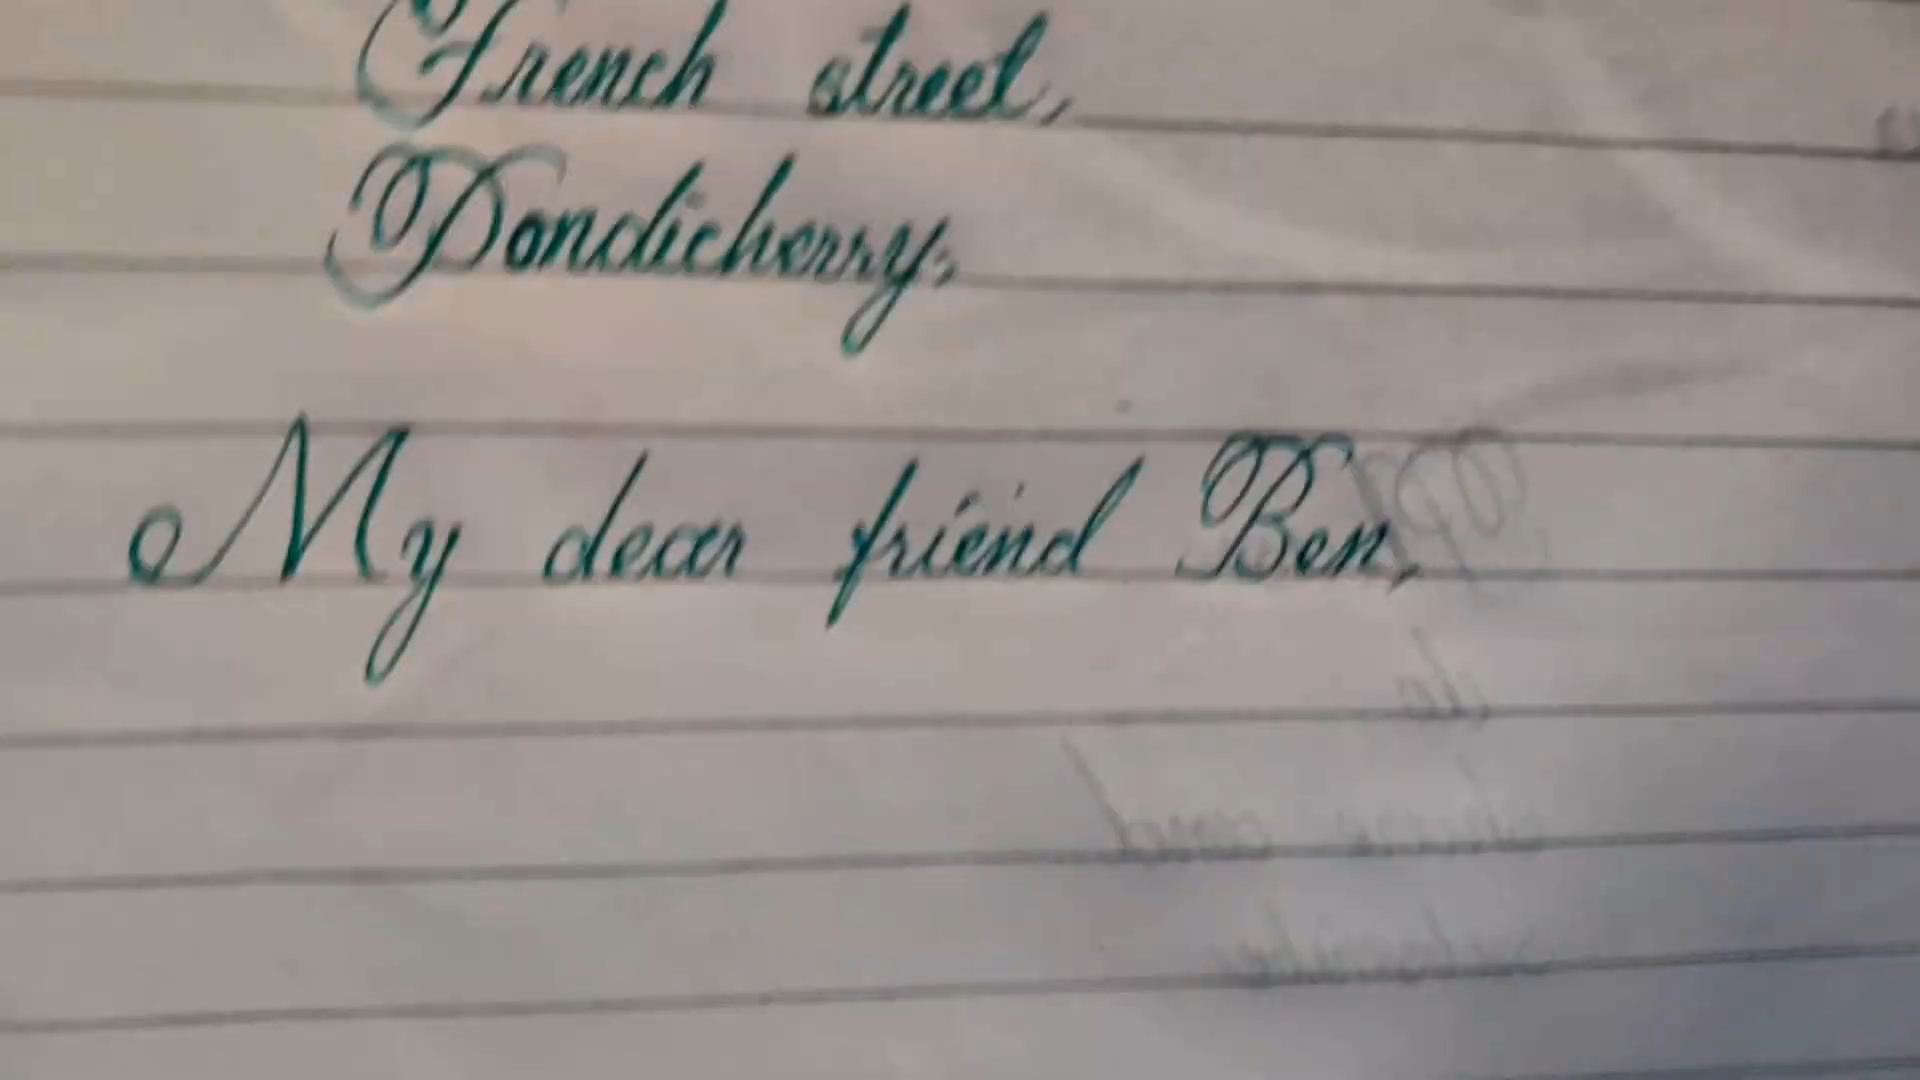 French street,
Pondicherry,
My dear friend Ben,